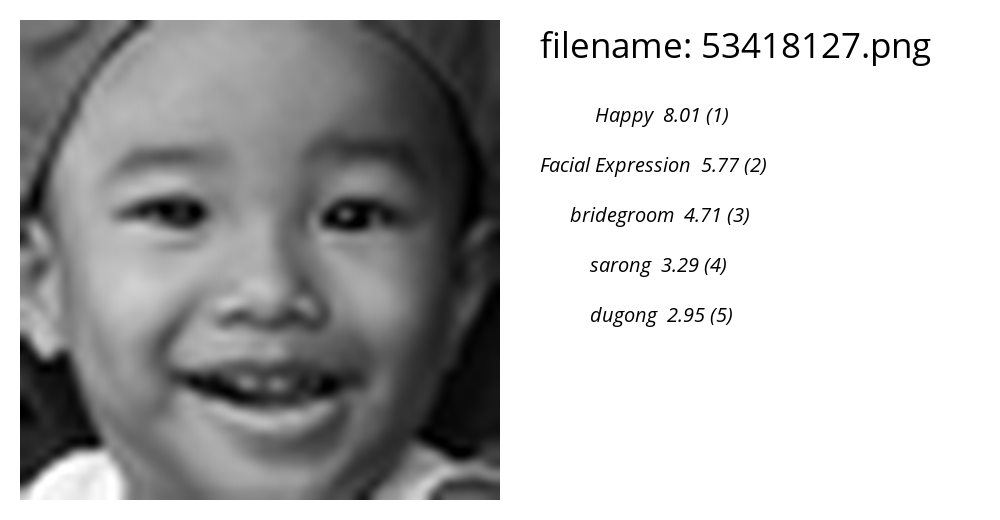 filename: 53418127.png
Happy 8.01 (1)
Facial Expression 5.77 (2)
bridegroom 4.71 (3)
sarong 3.29 (4)
dugong 2.95 (5)